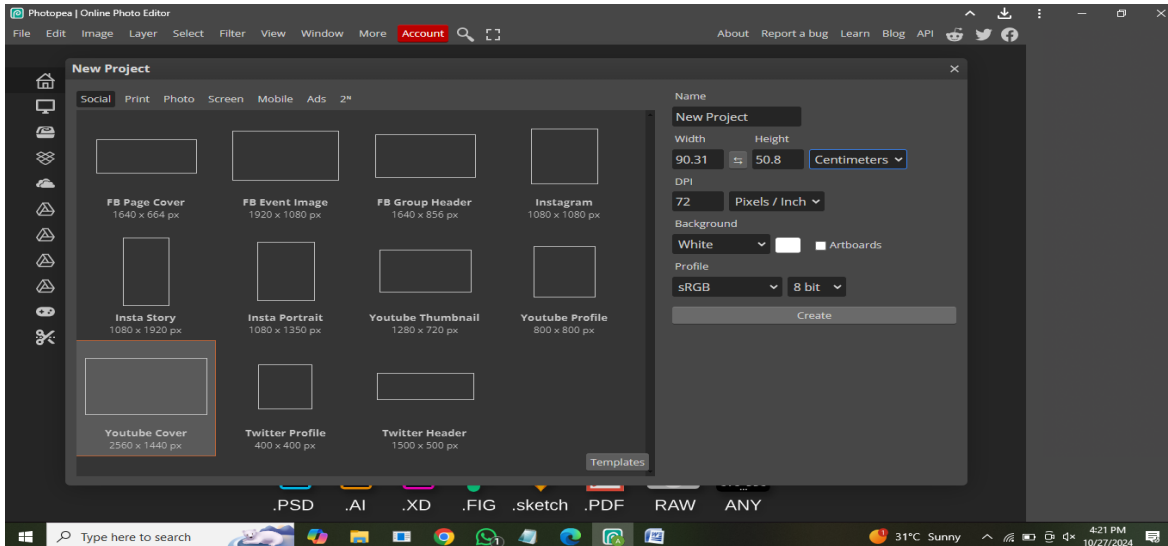 Photopea | Online Photo Editor
File Edit Image Layer Select Filter View Window More Account About Report a bug Learn Blog API
New Project
Social Print Photo Screen Mobile Ads 2ᴺ
FB Page Cover
1640 x 664 px
FB Event Image
1920 x 1080 px
FB Group Header
1640 x 856 px
Instagram
1080 x 1080 px
Insta Story
1080 x 1920 px
Insta Portrait
1080 x 1350 px
Youtube Thumbnail
1280 x 720 px
Youtube Profile
800 x 800 px
Youtube Cover
2560 x 1440 px
Twitter Profile
400 x 400 px
Twitter Header
1500 x 500 px
Templates
Name
New Project
Width Height
90.31 50.8 Centimeters
DPI
72 Pixels / Inch
Background
White Artboards
Profile
sRGB 8 bit
Create
.PSD .AI .XD .FIG .sketch .PDF RAW ANY
Type here to search
31°C Sunny
4:21 PM
10/27/2024